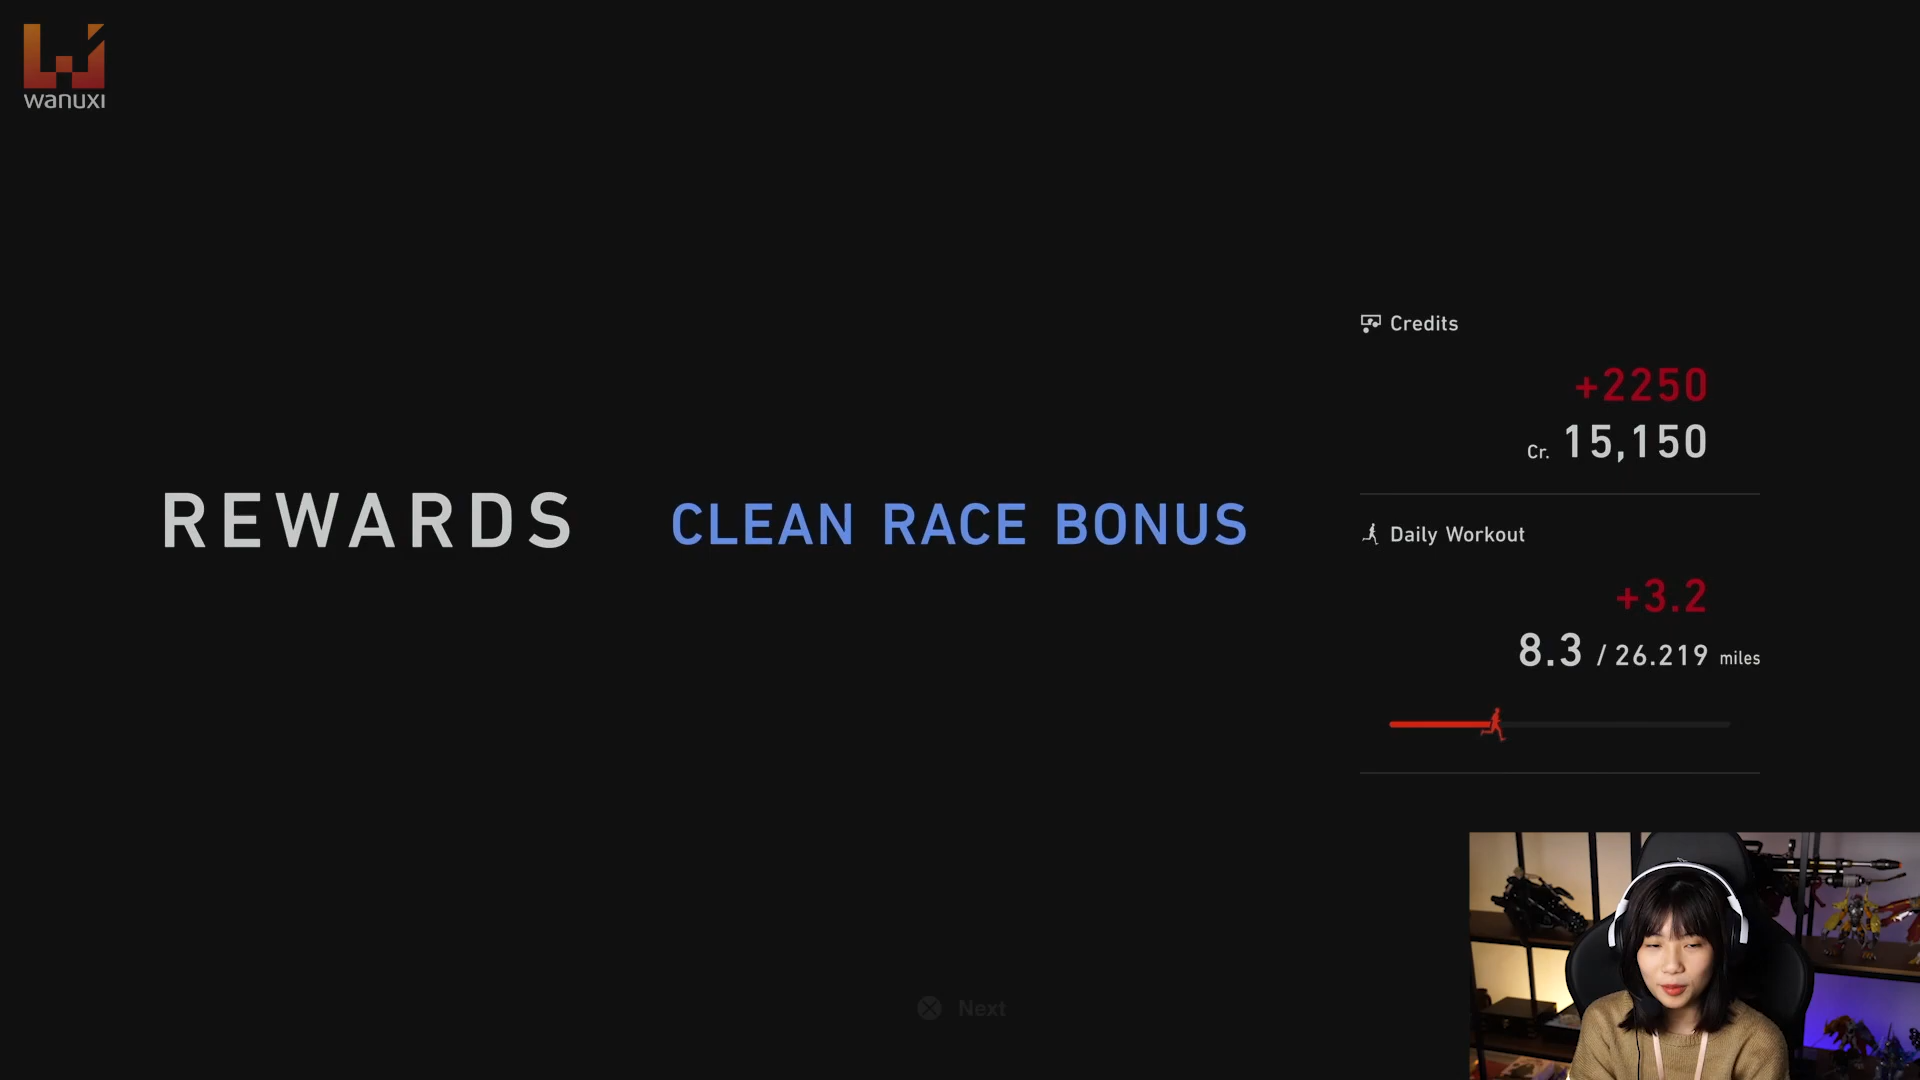 wanuxi
Credits
+2250
Cr. 15,150
REWARDS
CLEAN RACE BONUS
Daily Workout
+3.2
8.3 / 26.219 miles
Next